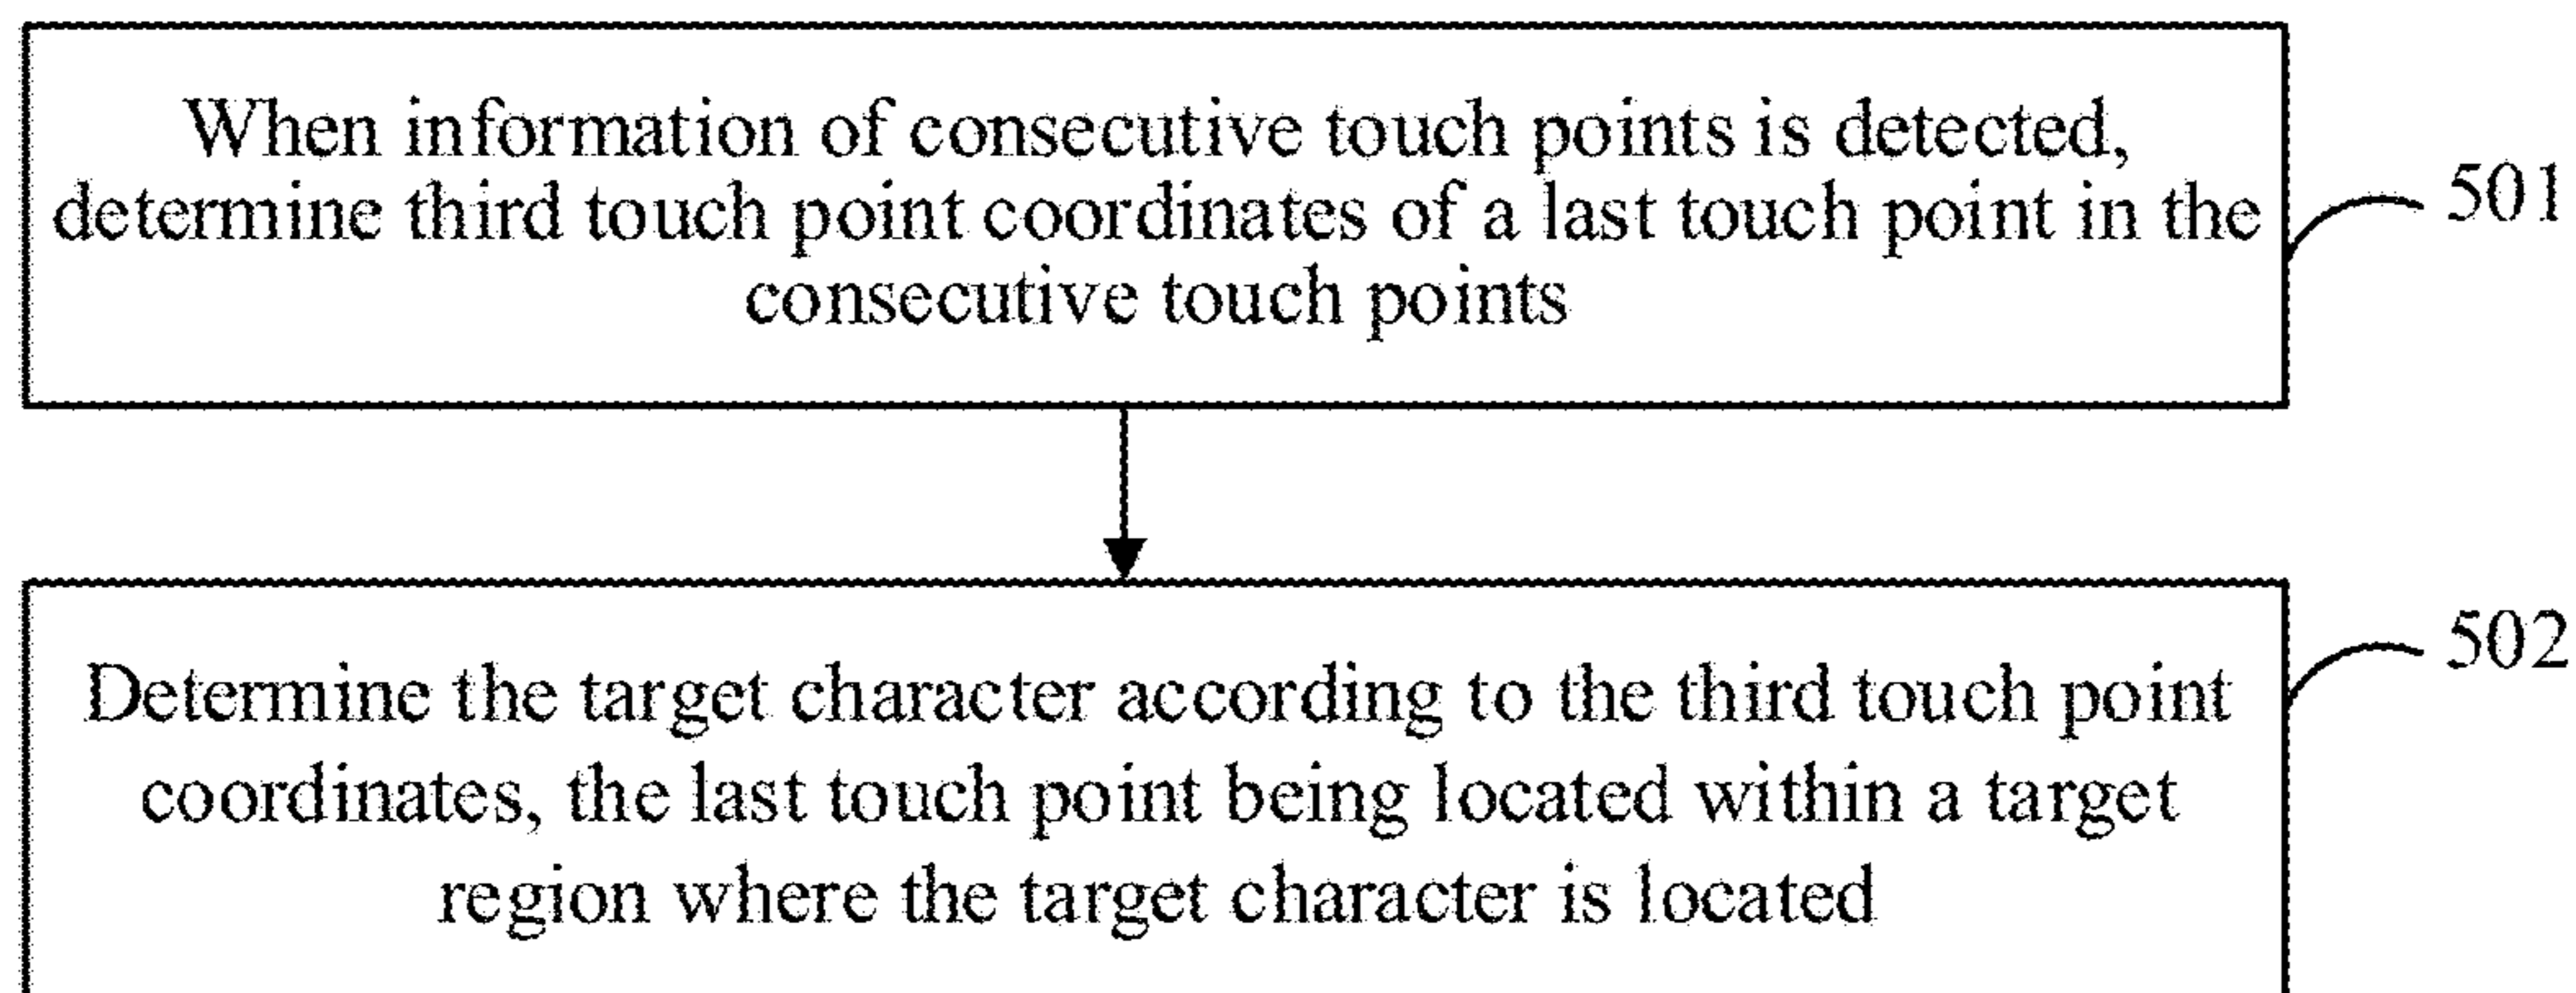 When information of consecutive touch points is detected,
determine third touch point coordinates of a last touch point in the
consecutive touch points
501
Determine the target character according to the third touch point
coordinates, the last touch point being located within a target
region where the target character is located
502